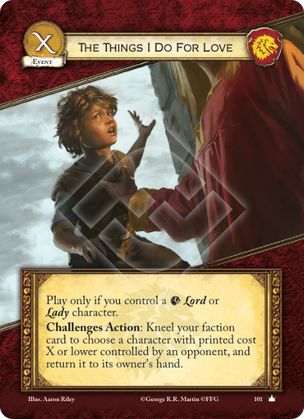 X
EVENT
THE THINGS I DO FOR LOVE
Play only if you control a Lord or
Lady character.
Challenges Action: Kneel your faction
card to choose a character with printed cost
X or lower controlled by an opponent, and
return it to its owner's hand.
Illus. Aaron Riley ©George R.R. Martin ©FFG 101